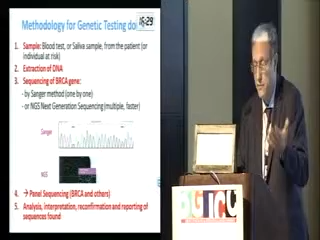 Methodology for Genetic Testing do
15:29
1. Sample: Blood test, or Saliva sample, from the patient (or
individual at risk)
2. Extraction of DNA
3. Sequencing of BRCA gene:
- by Sanger method (one by one)
- or NGS Next Generation Sequencing (multiple, faster)
Sanger
NGS
4. → Panel Sequencing (BRCA and others)
5. Analysis, interpretation, reconfirmation and reporting of
sequences found